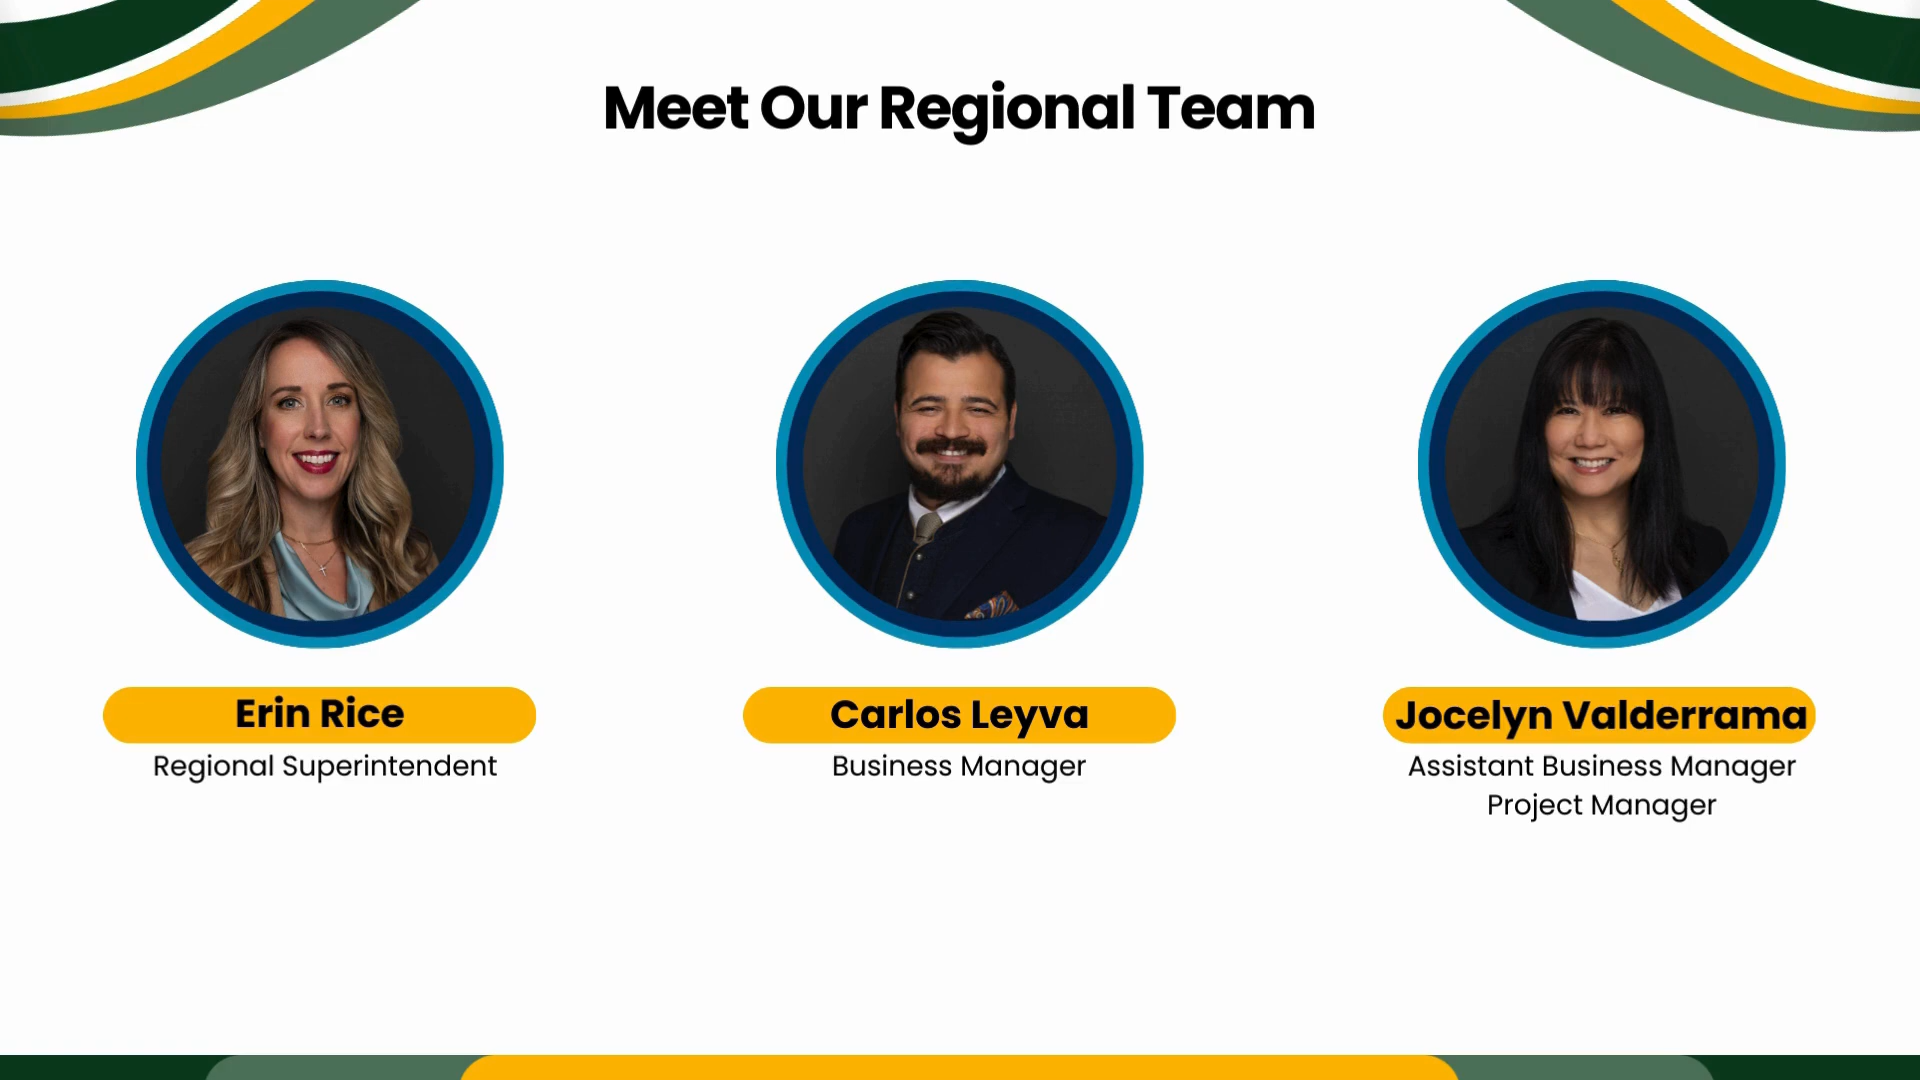 Meet Our Regional Team
Erin Rice
Regional Superintendent
Carlos Leyva
Business Manager
Jocelyn Valderrama
Assistant Business Manager
Project Manager